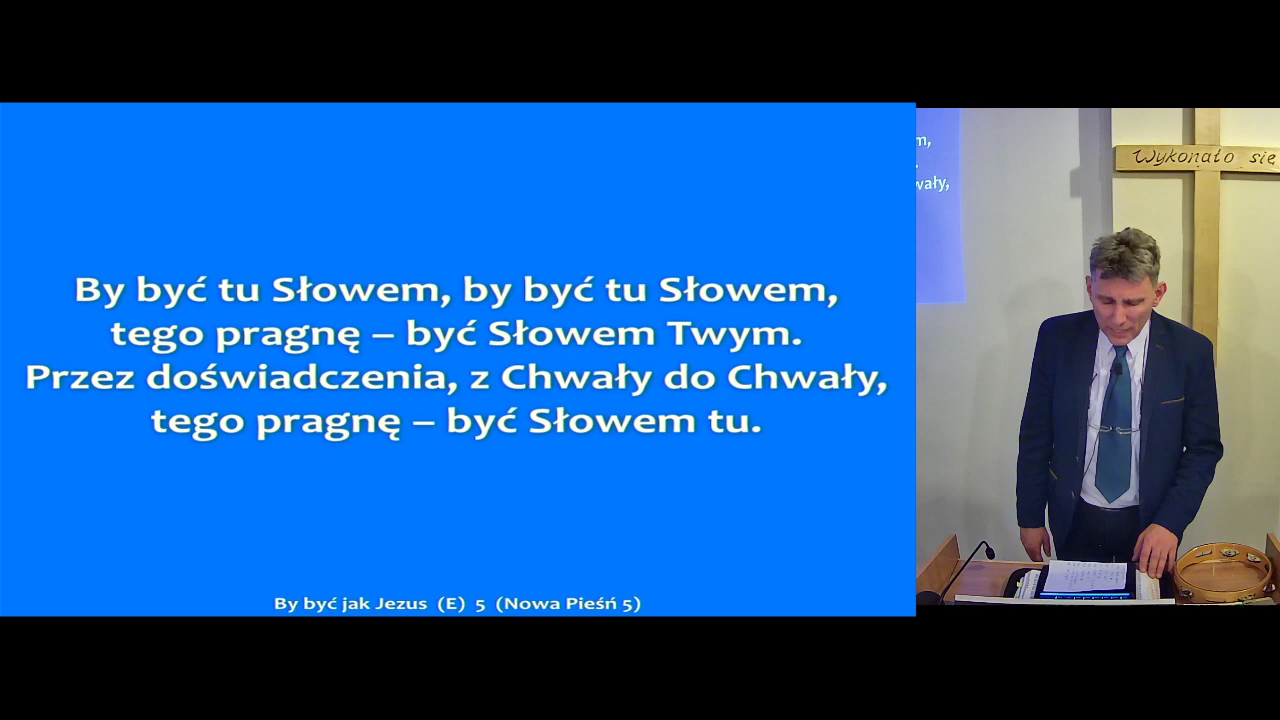 By być tu Słowem, by być tu Słowem,
tego pragnę – być Słowem Twym.
Przez doświadczenia, z Chwały do Chwały,
tego pragnę – być Słowem tu.
By być jak Jezus (E) 5 (Nowa Pieśń 5)
Wykonało się